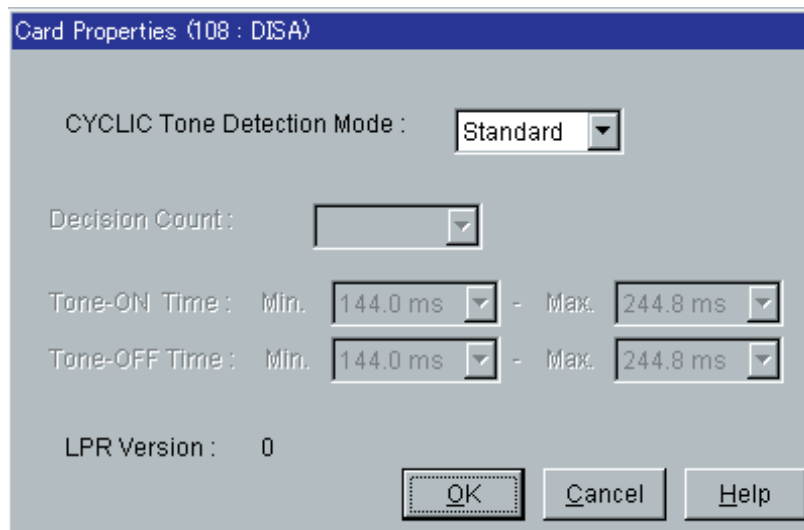 Card Properties (108 : DISA)
CYCLIC Tone Detection Mode : Standard
Decision Count :
Tone-ON Time : Min. 144.0 ms - Max. 244.8 ms
Tone-OFF Time : Min. 144.0 ms - Max. 244.8 ms
LPR Version : 0
OK Cancel Help